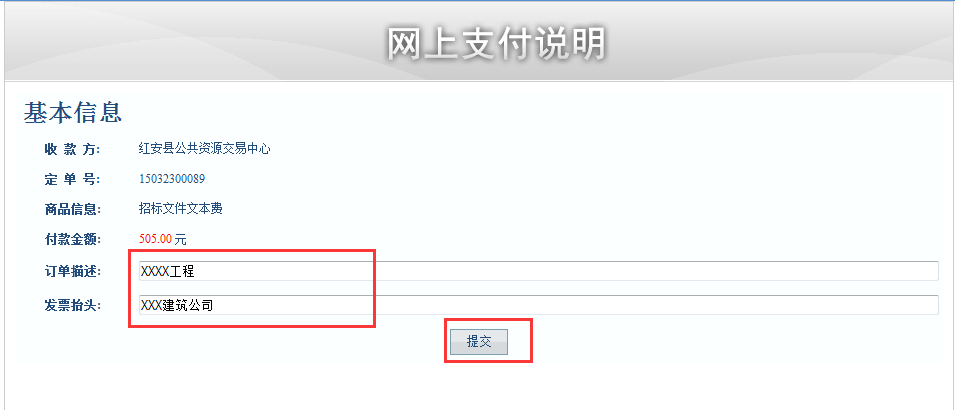 网上支付说明
基本信息
收 款 方: 红安县公共资源交易中心
定 单 号: 15032300089
商品信息: 招标文件文本费
付款金额: 505.00 元
订单描述: XXXX工程
发票抬头: XXX建筑公司
提交